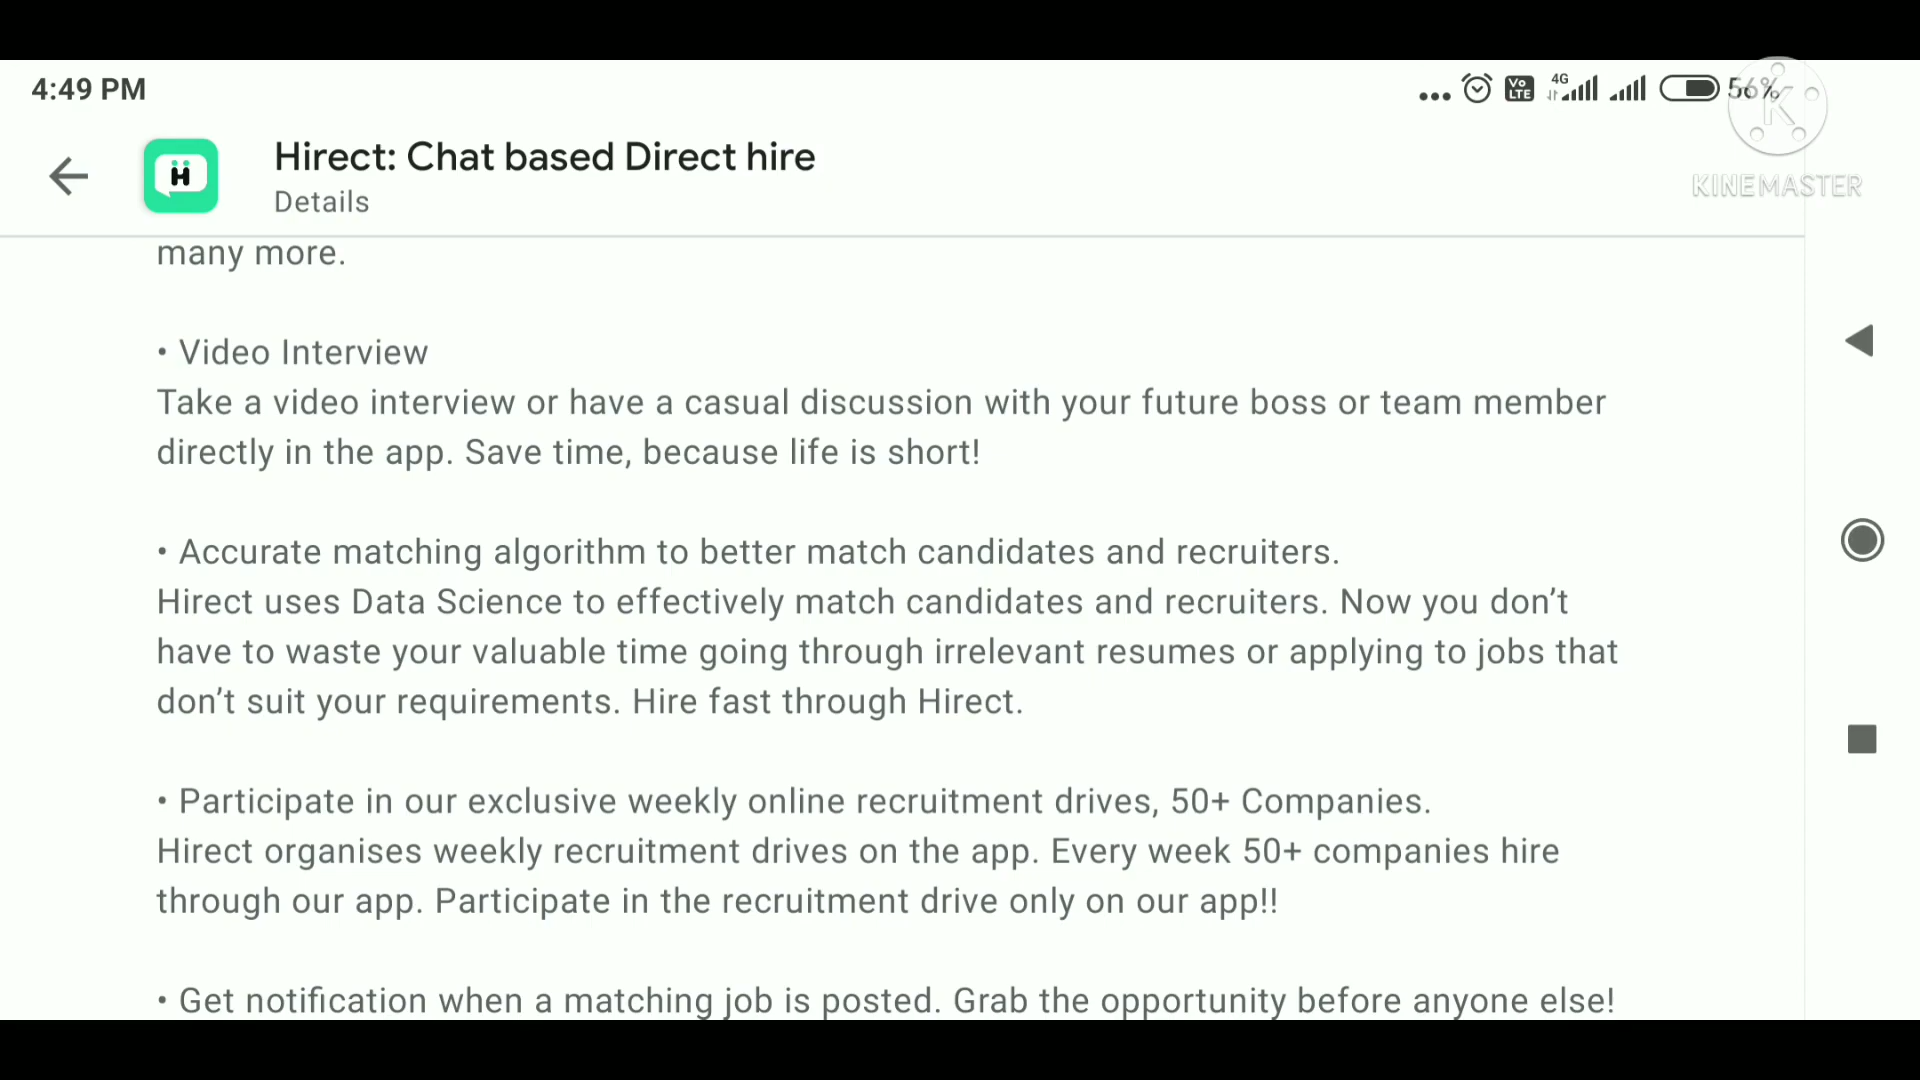 4:49 PM
Vo LTE 4G 56%
Hirect: Chat based Direct hire
Details
KINEMASTER
many more.
• Video Interview
Take a video interview or have a casual discussion with your future boss or team member
directly in the app. Save time, because life is short!
• Accurate matching algorithm to better match candidates and recruiters.
Hirect uses Data Science to effectively match candidates and recruiters. Now you don’t
have to waste your valuable time going through irrelevant resumes or applying to jobs that
don’t suit your requirements. Hire fast through Hirect.
• Participate in our exclusive weekly online recruitment drives, 50+ Companies.
Hirect organises weekly recruitment drives on the app. Every week 50+ companies hire
through our app. Participate in the recruitment drive only on our app!!
• Get notification when a matching job is posted. Grab the opportunity before anyone else!